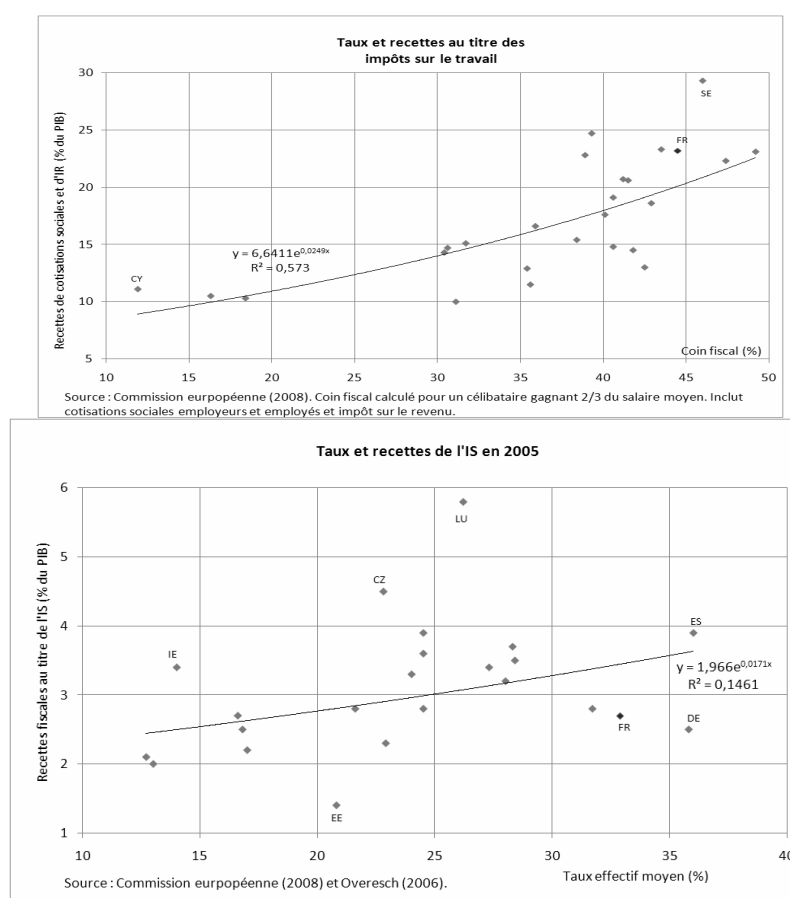 Taux et recettes au titre des
impôts sur le travail
Recettes de cotisations sociales et d'IR (% du PIB)
30
25
20
15
10
5
SE
FR
y = 6,6411e^0,0249x
R² = 0,573
CY
Coin fiscal (%)
10 15 20 25 30 35 40 45 50
Source : Commission eurpopéenne (2008). Coin fiscal calculé pour un célibataire gagnant 2/3 du salaire moyen. Inclut
cotisations sociales employeurs et employés et impôt sur le revenu.
Taux et recettes de l'IS en 2005
Recettes fiscales au titre de l'IS (% du PIB)
6
5
4
3
2
1
LU
CZ
ES
IE
y = 1,966e^0,0171x
R² = 0,1461
FR
DE
EE
10 15 20 25 30 35 40
Taux effectif moyen (%)
Source : Commission eurpopéenne (2008) et Overesch (2006).